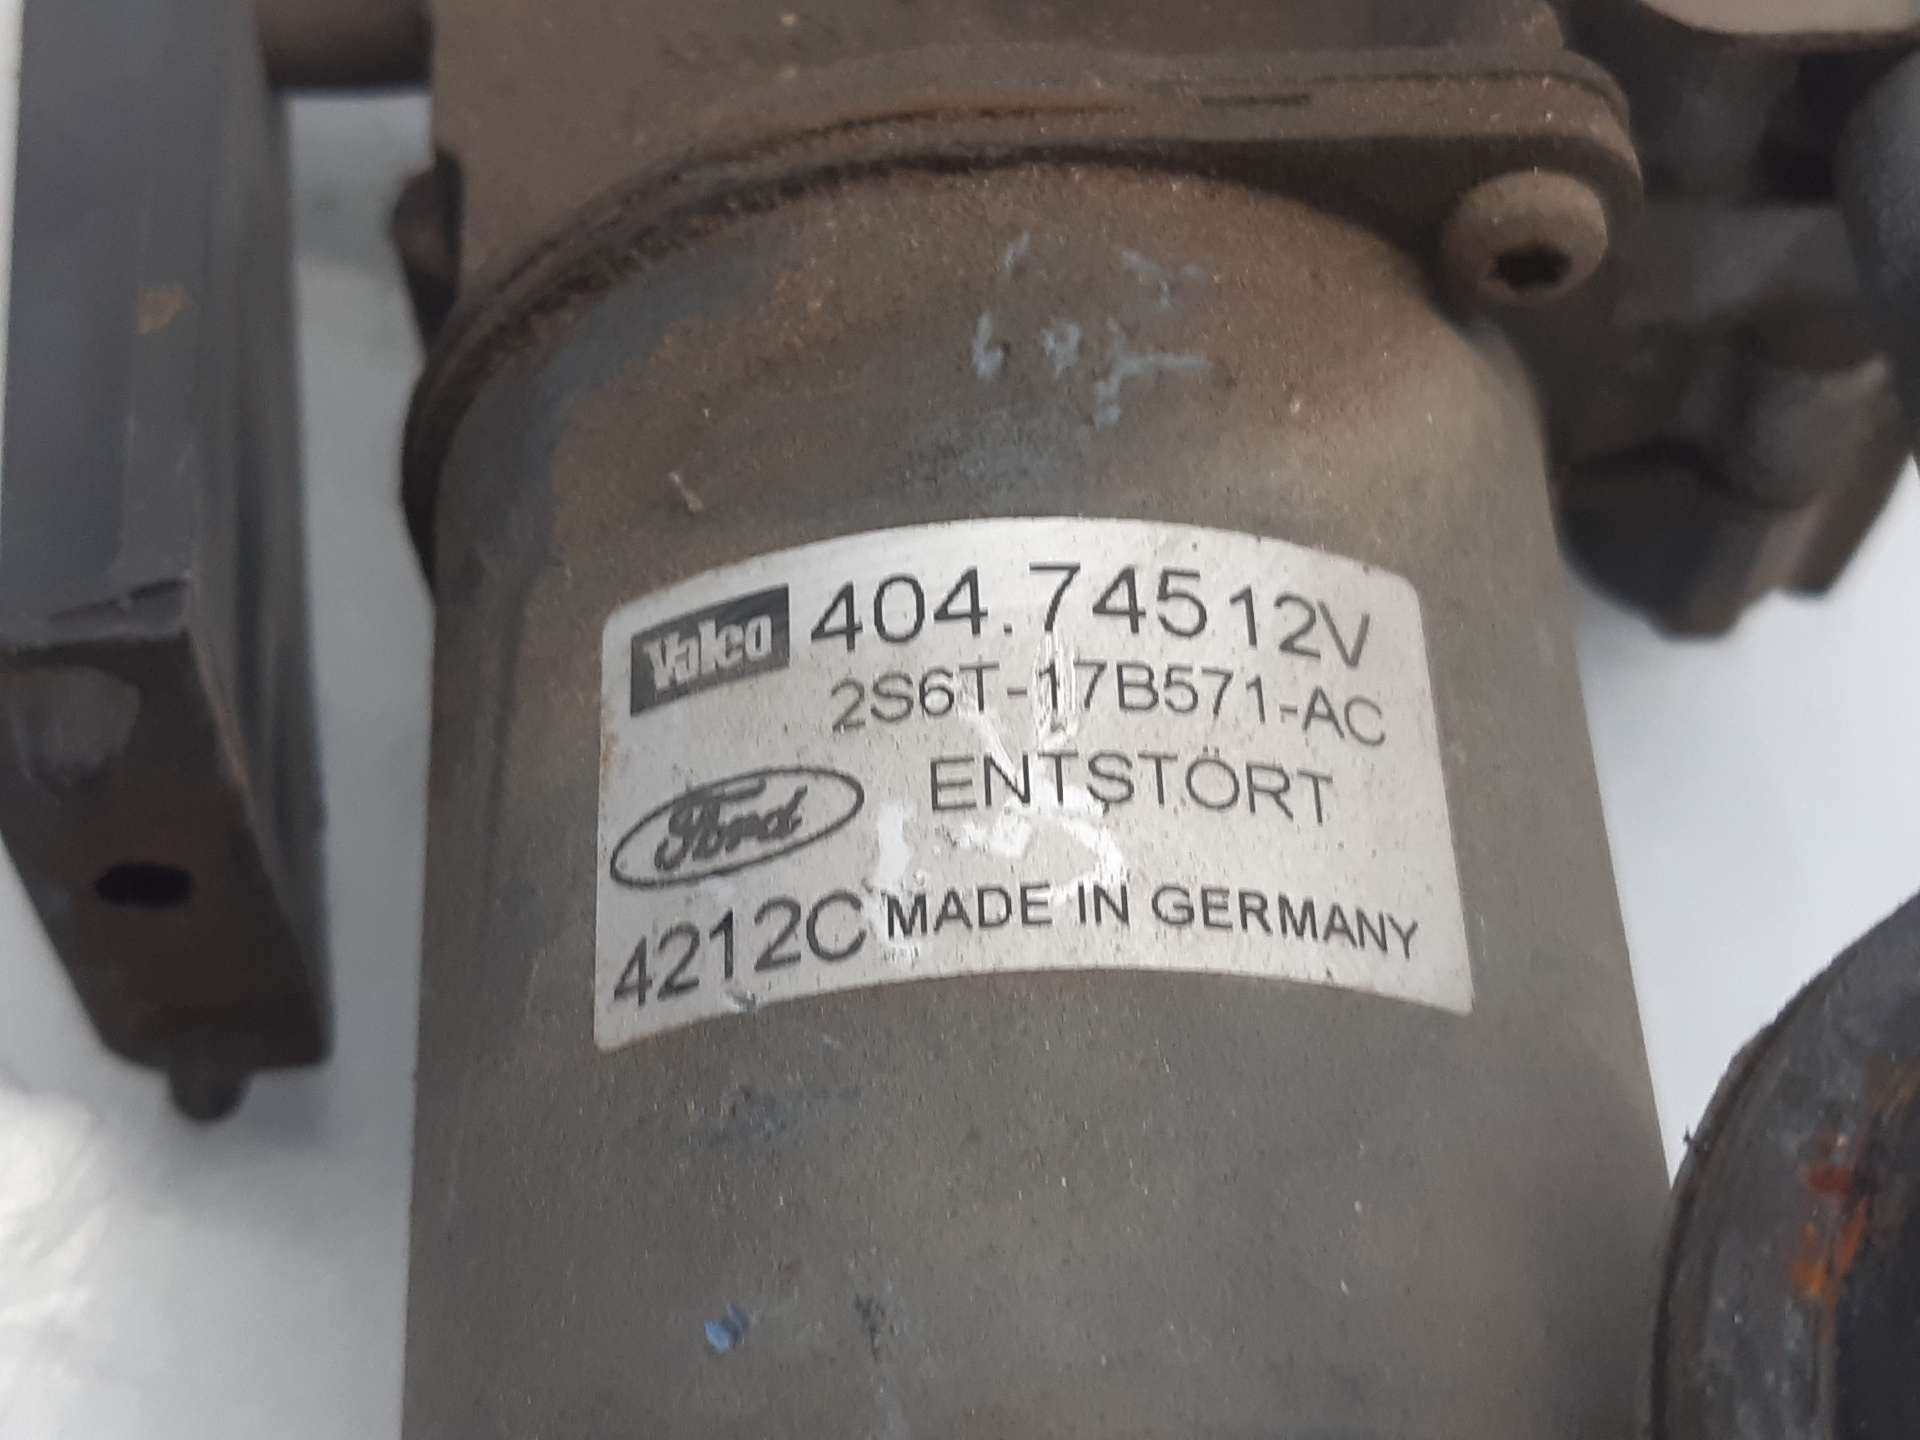 Valeo 404.745 12V
2S6T-17B571-AC
Ford ENTSTÖRT
4212C MADE IN GERMANY